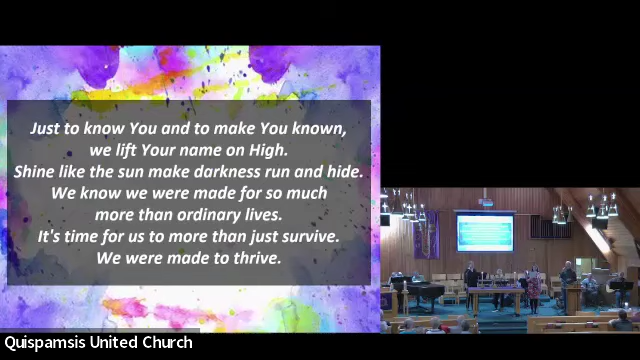 Just to know You and to make You known,
we lift Your name on High.
Shine like the sun make darkness run and hide.
We know we were made for so much
more than ordinary lives.
It's time for us to more than just survive.
We were made to thrive.
Quispamsis United Church